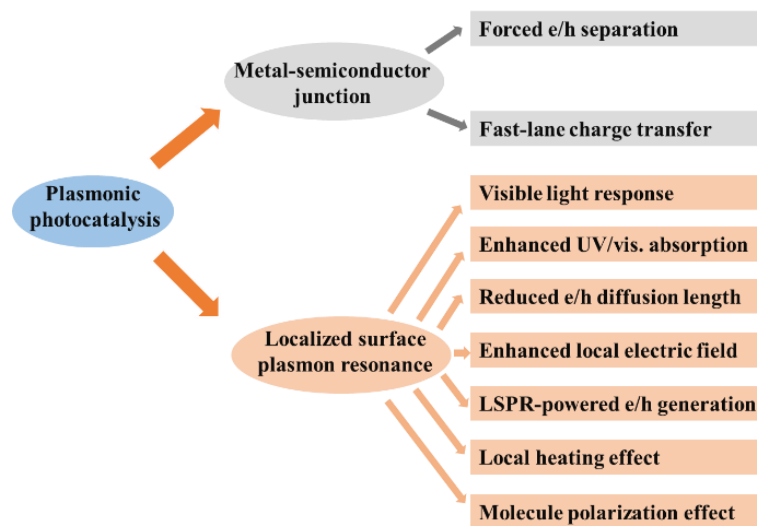 Plasmonic
photocatalysis
Metal-semiconductor
junction
Forced e/h separation
Fast-lane charge transfer
Localized surface
plasmon resonance
Visible light response
Enhanced UV/vis. absorption
Reduced e/h diffusion length
Enhanced local electric field
LSPR-powered e/h generation
Local heating effect
Molecule polarization effect